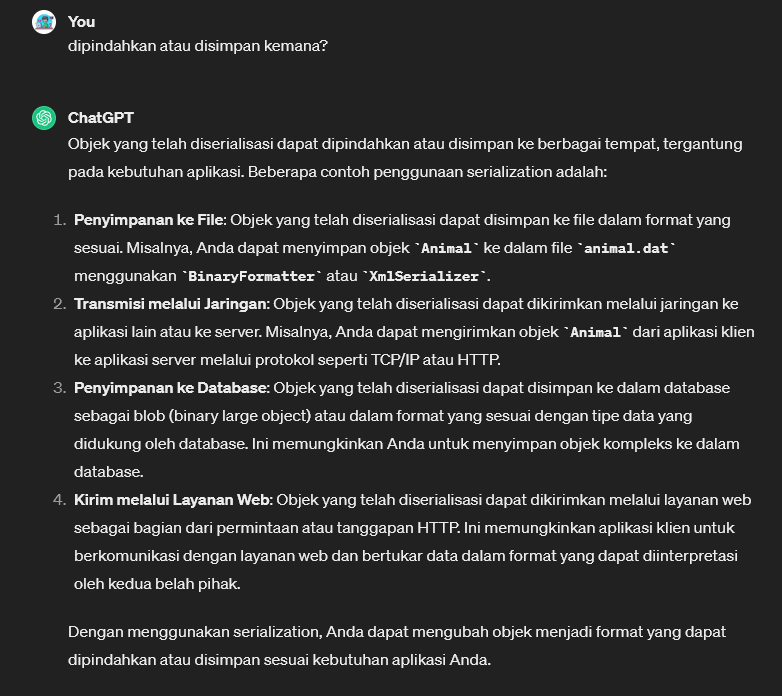 You
dipindahkan atau disimpan kemana?
ChatGPT
Objek yang telah diserialisasi dapat dipindahkan atau disimpan ke berbagai tempat, tergantung
pada kebutuhan aplikasi. Beberapa contoh penggunaan serialization adalah:
1. Penyimpanan ke File: Objek yang telah diserialisasi dapat disimpan ke file dalam format yang
sesuai. Misalnya, Anda dapat menyimpan objek `Animal` ke dalam file `animal.dat`
menggunakan `BinaryFormatter` atau `XmlSerializer`.
2. Transmisi melalui Jaringan: Objek yang telah diserialisasi dapat dikirimkan melalui jaringan ke
aplikasi lain atau ke server. Misalnya, Anda dapat mengirimkan objek `Animal` dari aplikasi klien
ke aplikasi server melalui protokol seperti TCP/IP atau HTTP.
3. Penyimpanan ke Database: Objek yang telah diserialisasi dapat disimpan ke dalam database
sebagai blob (binary large object) atau dalam format yang sesuai dengan tipe data yang
didukung oleh database. Ini memungkinkan Anda untuk menyimpan objek kompleks ke dalam
database.
4. Kirim melalui Layanan Web: Objek yang telah diserialisasi dapat dikirimkan melalui layanan web
sebagai bagian dari permintaan atau tanggapan HTTP. Ini memungkinkan aplikasi klien untuk
berkomunikasi dengan layanan web dan bertukar data dalam format yang dapat diinterpretasi
oleh kedua belah pihak.
Dengan menggunakan serialization, Anda dapat mengubah objek menjadi format yang dapat
dipindahkan atau disimpan sesuai kebutuhan aplikasi Anda.